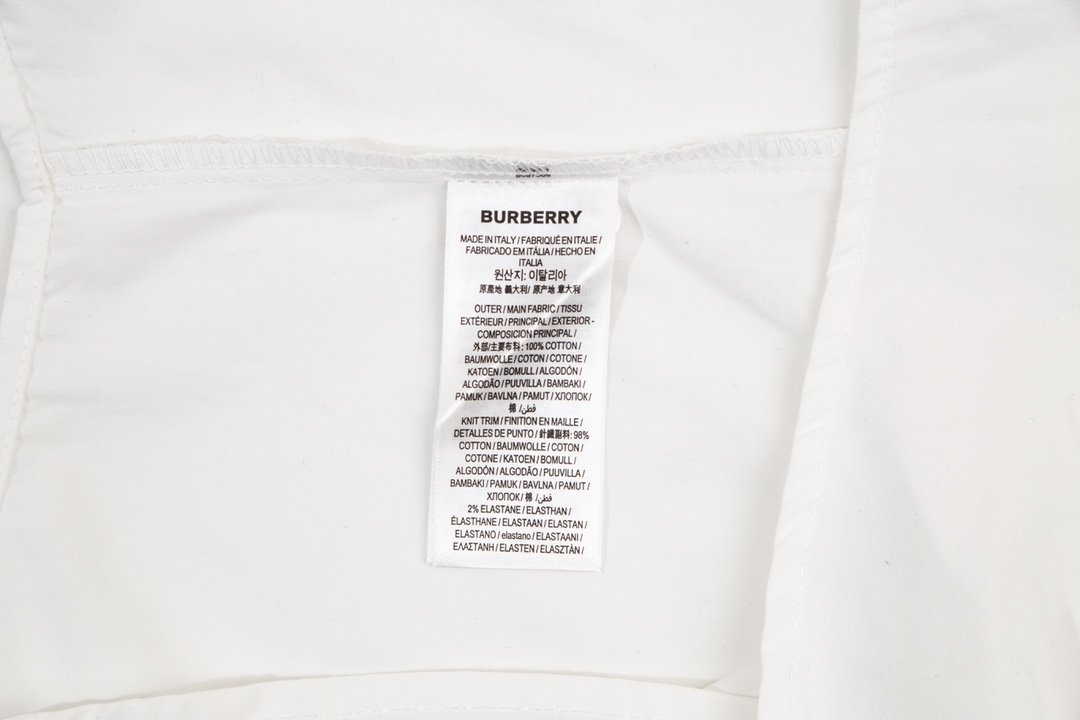 BURBERRY
MADE IN ITALY / FABRIQUÉ EN ITALIE /
FABRICADO EM ITÁLIA / HECHO EN
ITALIA
원산지: 이탈리아
原產地 義大利/ 原产地 意大利
OUTER / MAIN FABRIC / TISSU
EXTÉRIEUR / PRINCIPAL / EXTERIOR -
COMPOSICION PRINCIPAL /
外部/主要布料: 100% COTTON /
BAUMWOLLE / COTON / COTONE /
KATOEN / BOMULL / ALGODÓN /
ALGODÃO / PUUVILLA / BAMBAKI /
PAMUK / BAVLNA / PAMUT / ХЛОПОК /
棉 /قطن
KNIT TRIM / FINITION EN MAILLE /
DETALLES DE PUNTO / 針織副料: 98%
COTTON / BAUMWOLLE / COTON /
COTONE / KATOEN / BOMULL /
ALGODÓN / ALGODÃO / PUUVILLA /
BAMBAKI / PAMUK / BAVLNA / PAMUT /
ХЛОПОК / 棉 /قطن
2% ELASTANE / ELASTHAN /
ÉLASTHANE / ELASTAAN / ELASTAN /
ELASTANO / elastano / ELASTAANI /
ΕΛΑΣΤΑΝΗ / ELASTEN / ELASZTÁN /